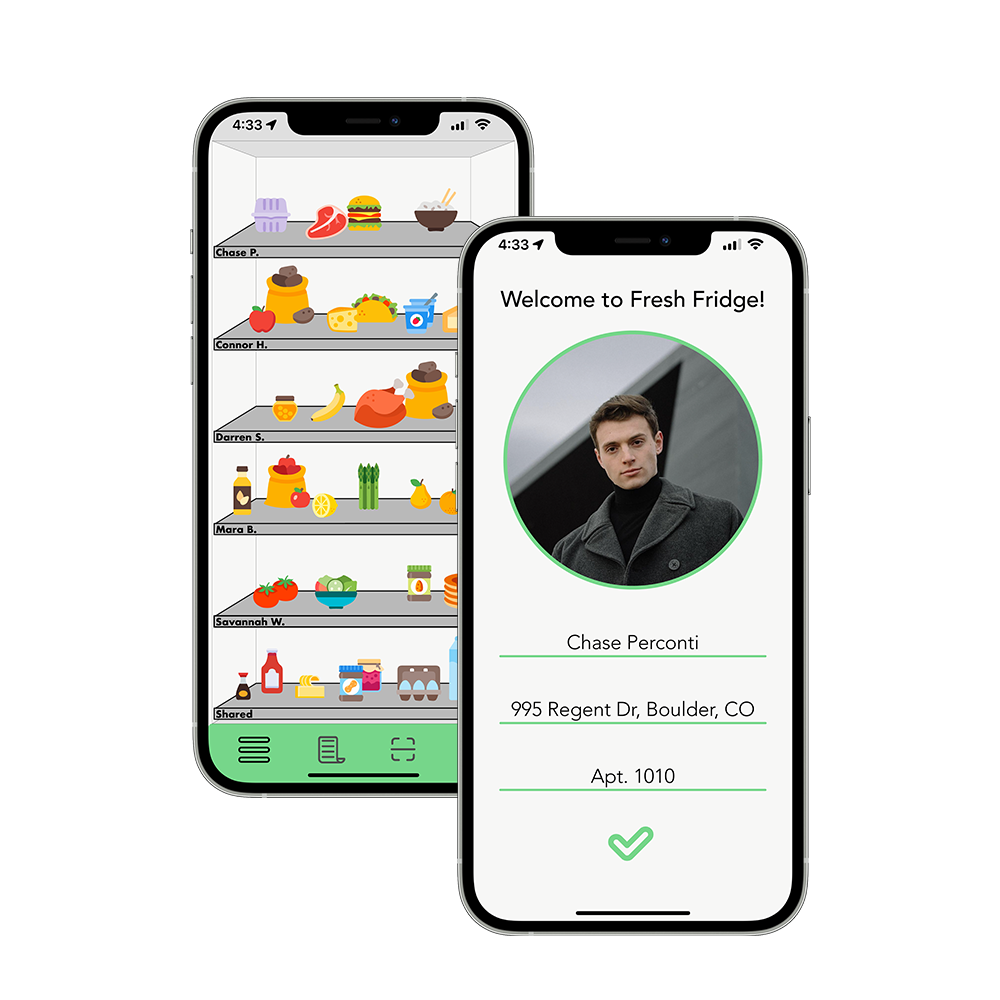 4:33
Chase P.
Connor H.
Darren S.
Mara B.
Savannah W.
Shared
4:33
Welcome to Fresh Fridge!
Chase Perconti
995 Regent Dr, Boulder, CO
Apt. 1010